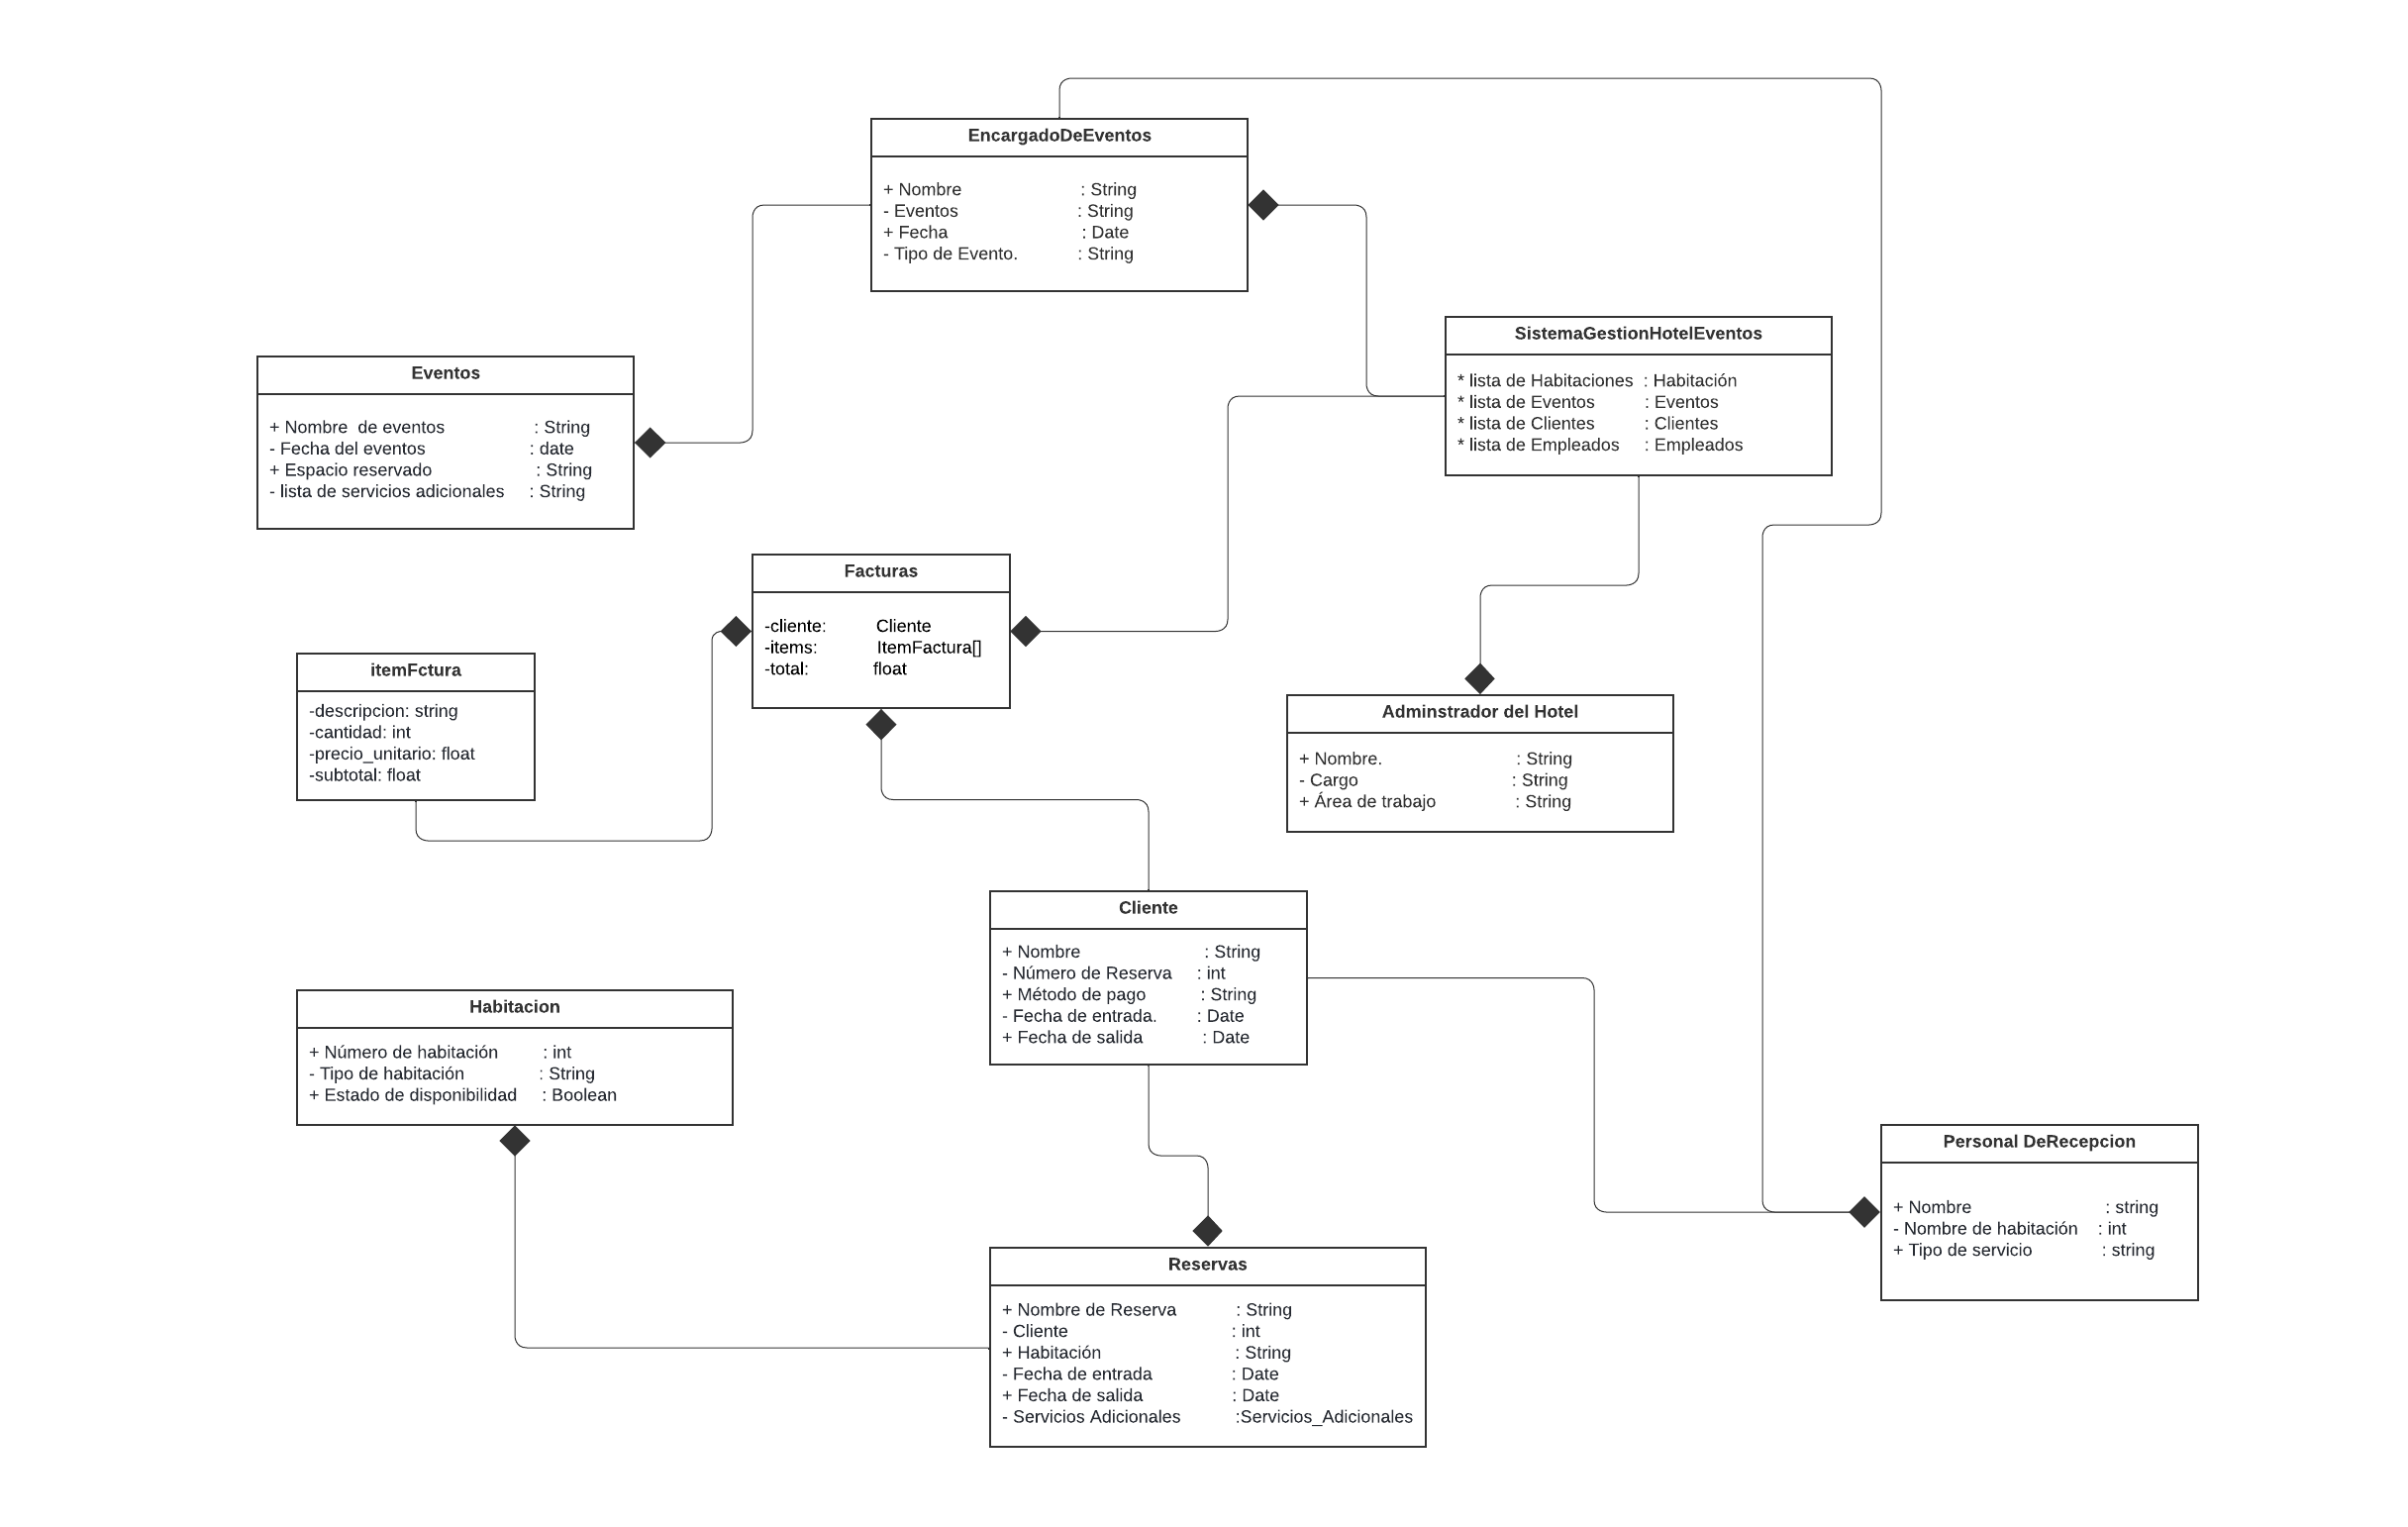 EncargadoDeEventos
+ Nombre : String
- Eventos : String
+ Fecha : Date
- Tipo de Evento. : String
SistemaGestionHotelEventos
* lista de Habitaciones : Habitación
* lista de Eventos : Eventos
* lista de Clientes : Clientes
* lista de Empleados : Empleados
Eventos
+ Nombre de eventos : String
- Fecha del eventos : date
+ Espacio reservado : String
- lista de servicios adicionales : String
Facturas
-cliente: Cliente
-items: ItemFactura[]
-total: float
itemFctura
-descripcion: string
-cantidad: int
-precio_unitario: float
-subtotal: float
Adminstrador del Hotel
+ Nombre. : String
- Cargo : String
+ Área de trabajo : String
Cliente
+ Nombre : String
- Número de Reserva : int
+ Método de pago : String
- Fecha de entrada. : Date
+ Fecha de salida : Date
Habitacion
+ Número de habitación : int
- Tipo de habitación : String
+ Estado de disponibilidad : Boolean
Personal DeRecepcion
+ Nombre : string
- Nombre de habitación : int
+ Tipo de servicio : string
Reservas
+ Nombre de Reserva : String
- Cliente : int
+ Habitación : String
- Fecha de entrada : Date
+ Fecha de salida : Date
- Servicios Adicionales :Servicios_Adicionales